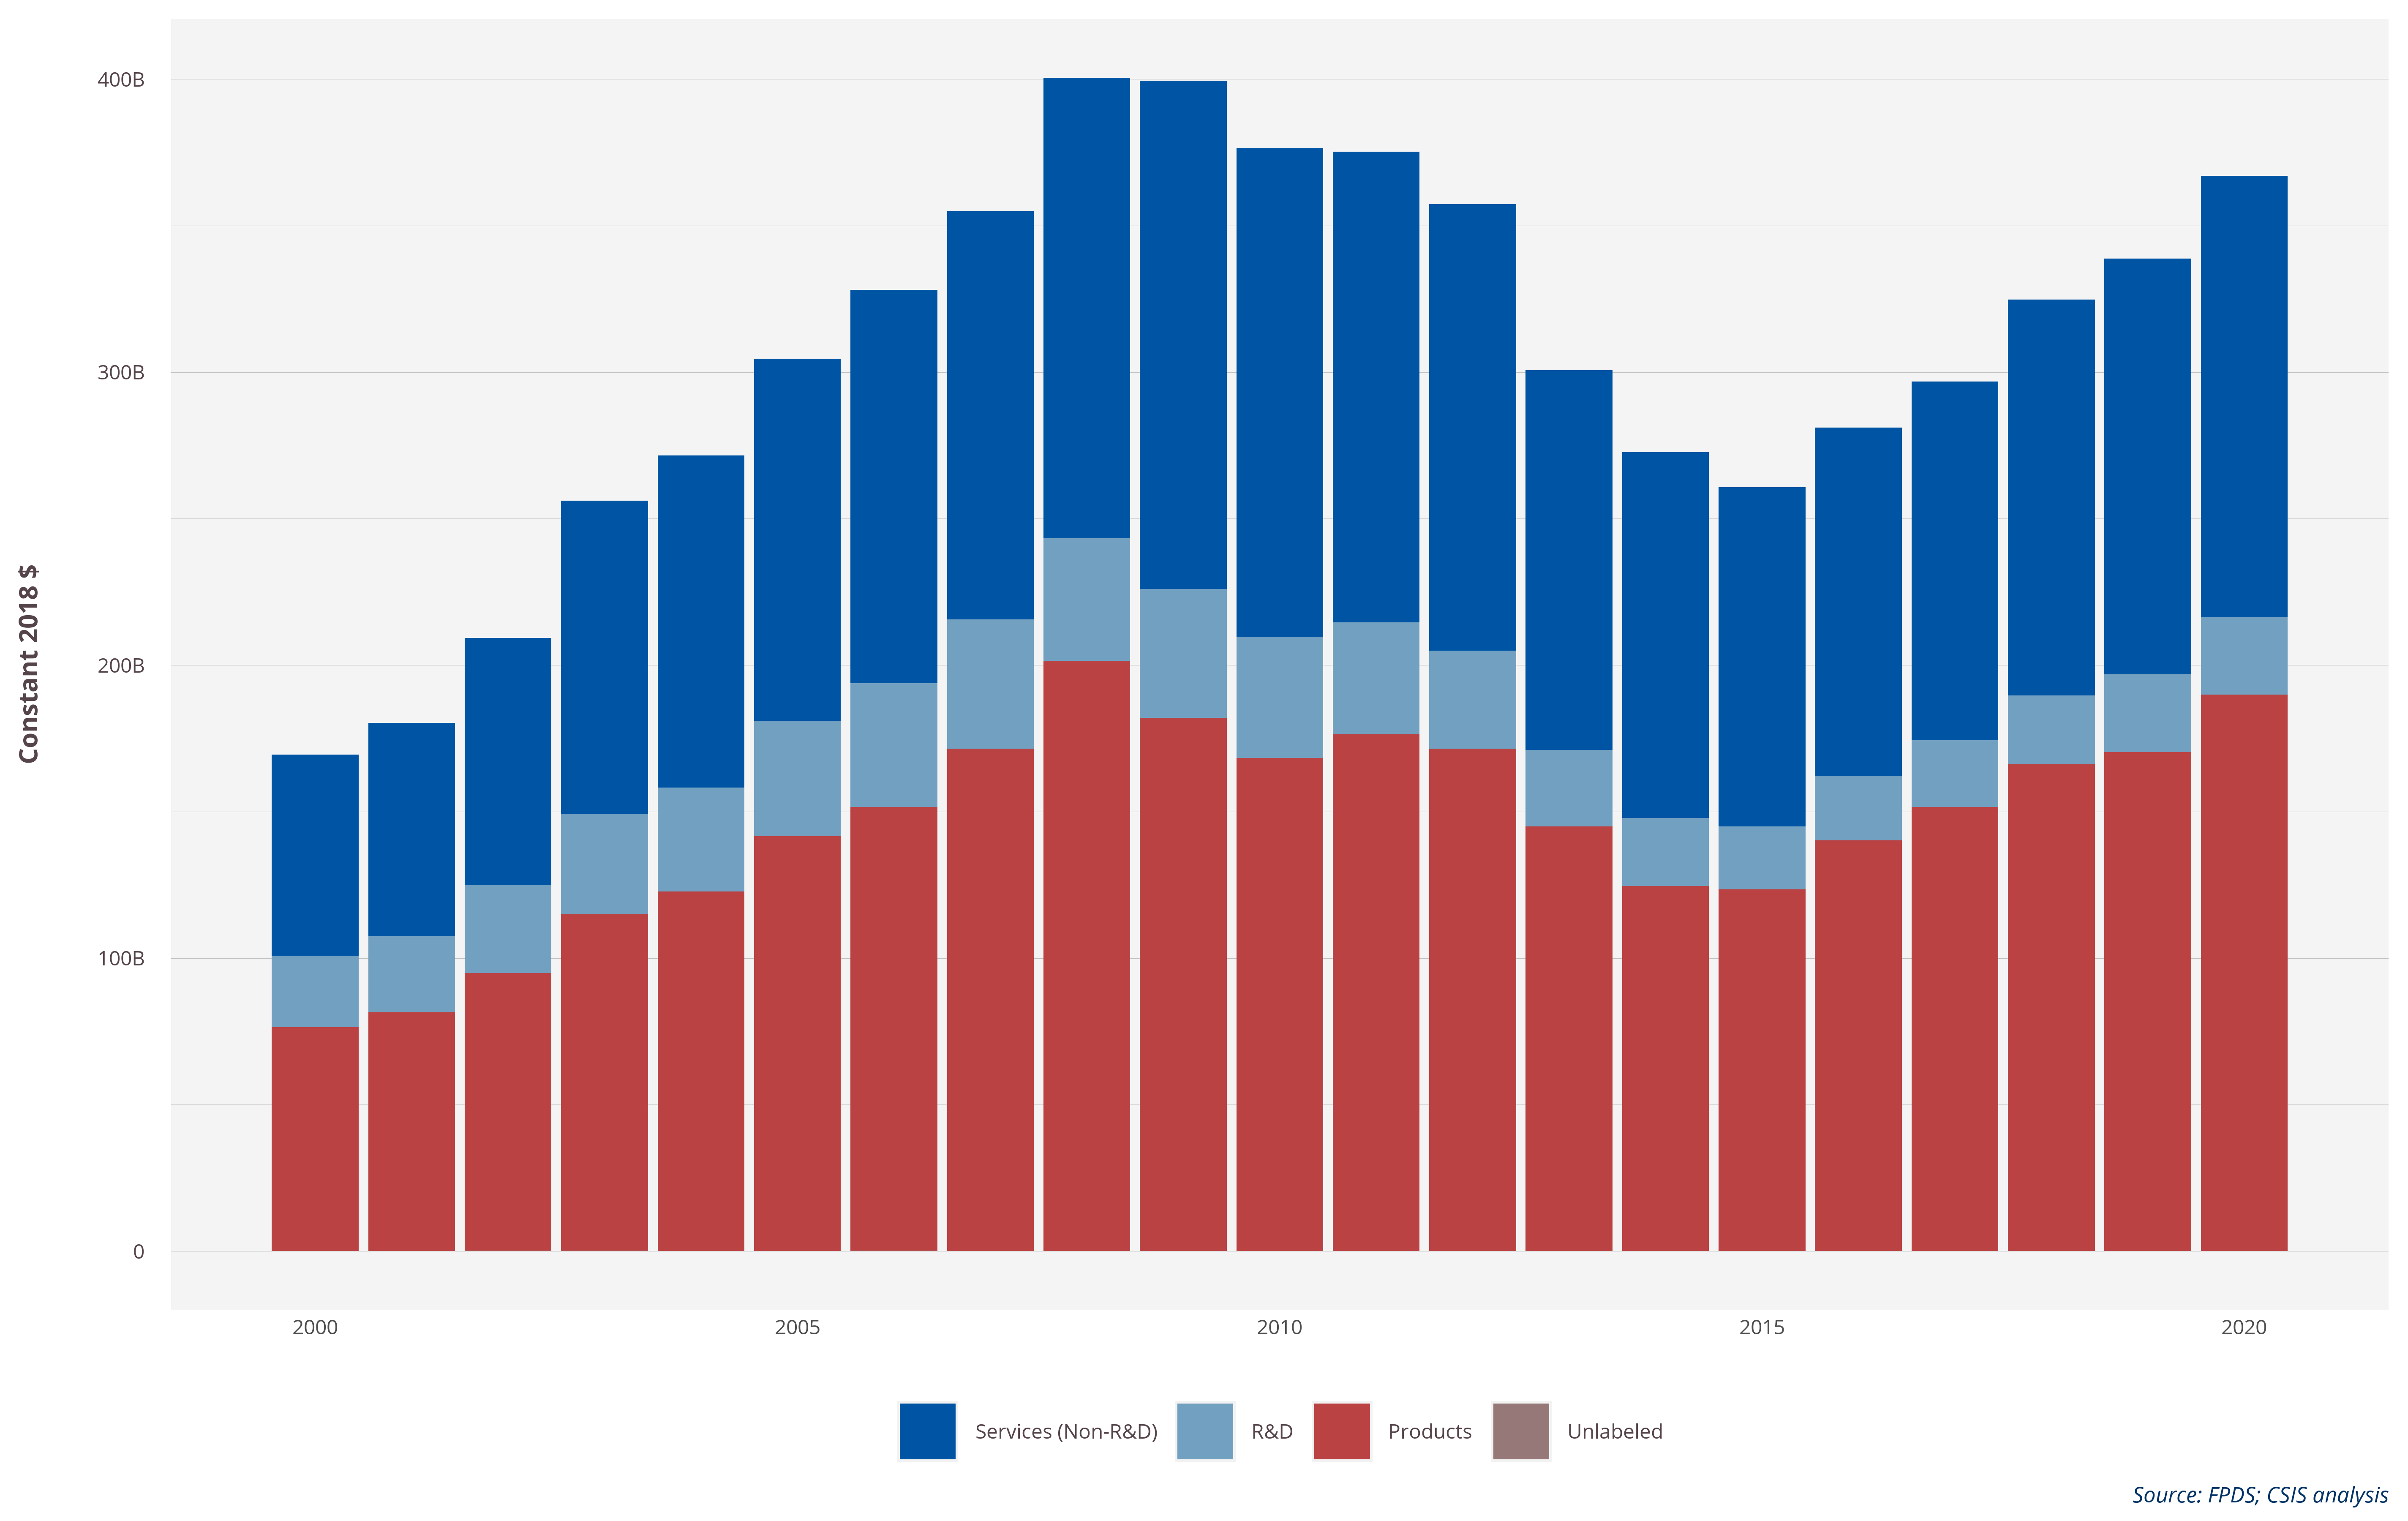 Constant 2018 $
400B
300B
200B
100B
0
2000 2005 2010 2015 2020
Services (Non-R&D) R&D Products Unlabeled
Source: FPDS; CSIS analysis